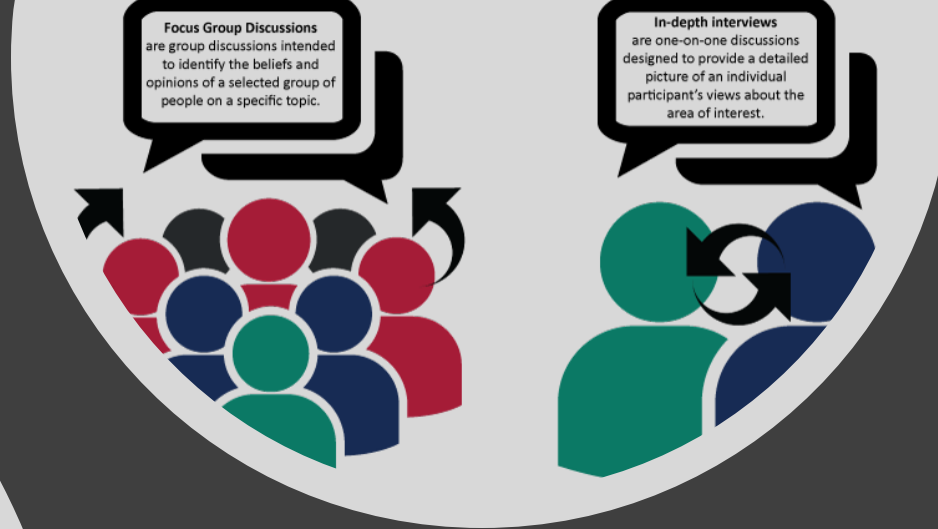 Focus Group Discussions
are group discussions intended
to identify the beliefs and
opinions of a selected group of
people on a specific topic.
In-depth interviews
are one-on-one discussions
designed to provide a detailed
picture of an individual
participant's views about the
area of interest.